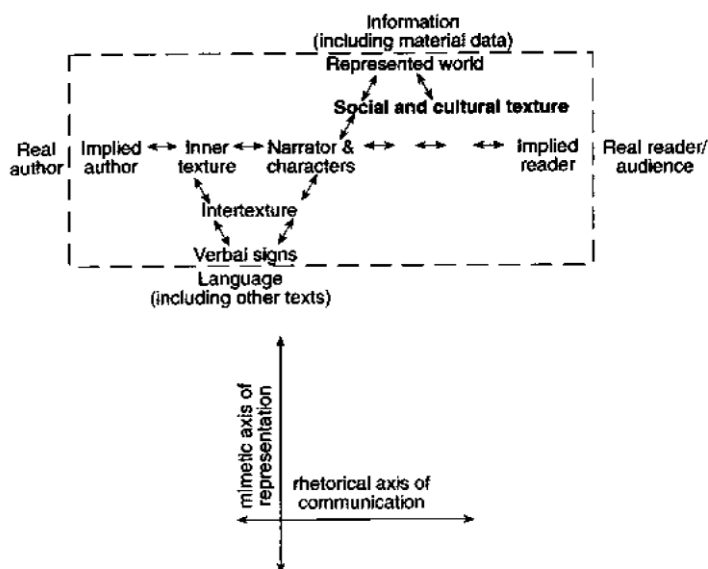 Information
(including material data)
Represented world
Social and cultural texture
Real author
Implied author
Inner texture
Narrator & characters
Implied reader
Real reader/ audience
Intertexture
Verbal signs
Language
(including other texts)
mimetic axis of
representation
rhetorical axis of
communication